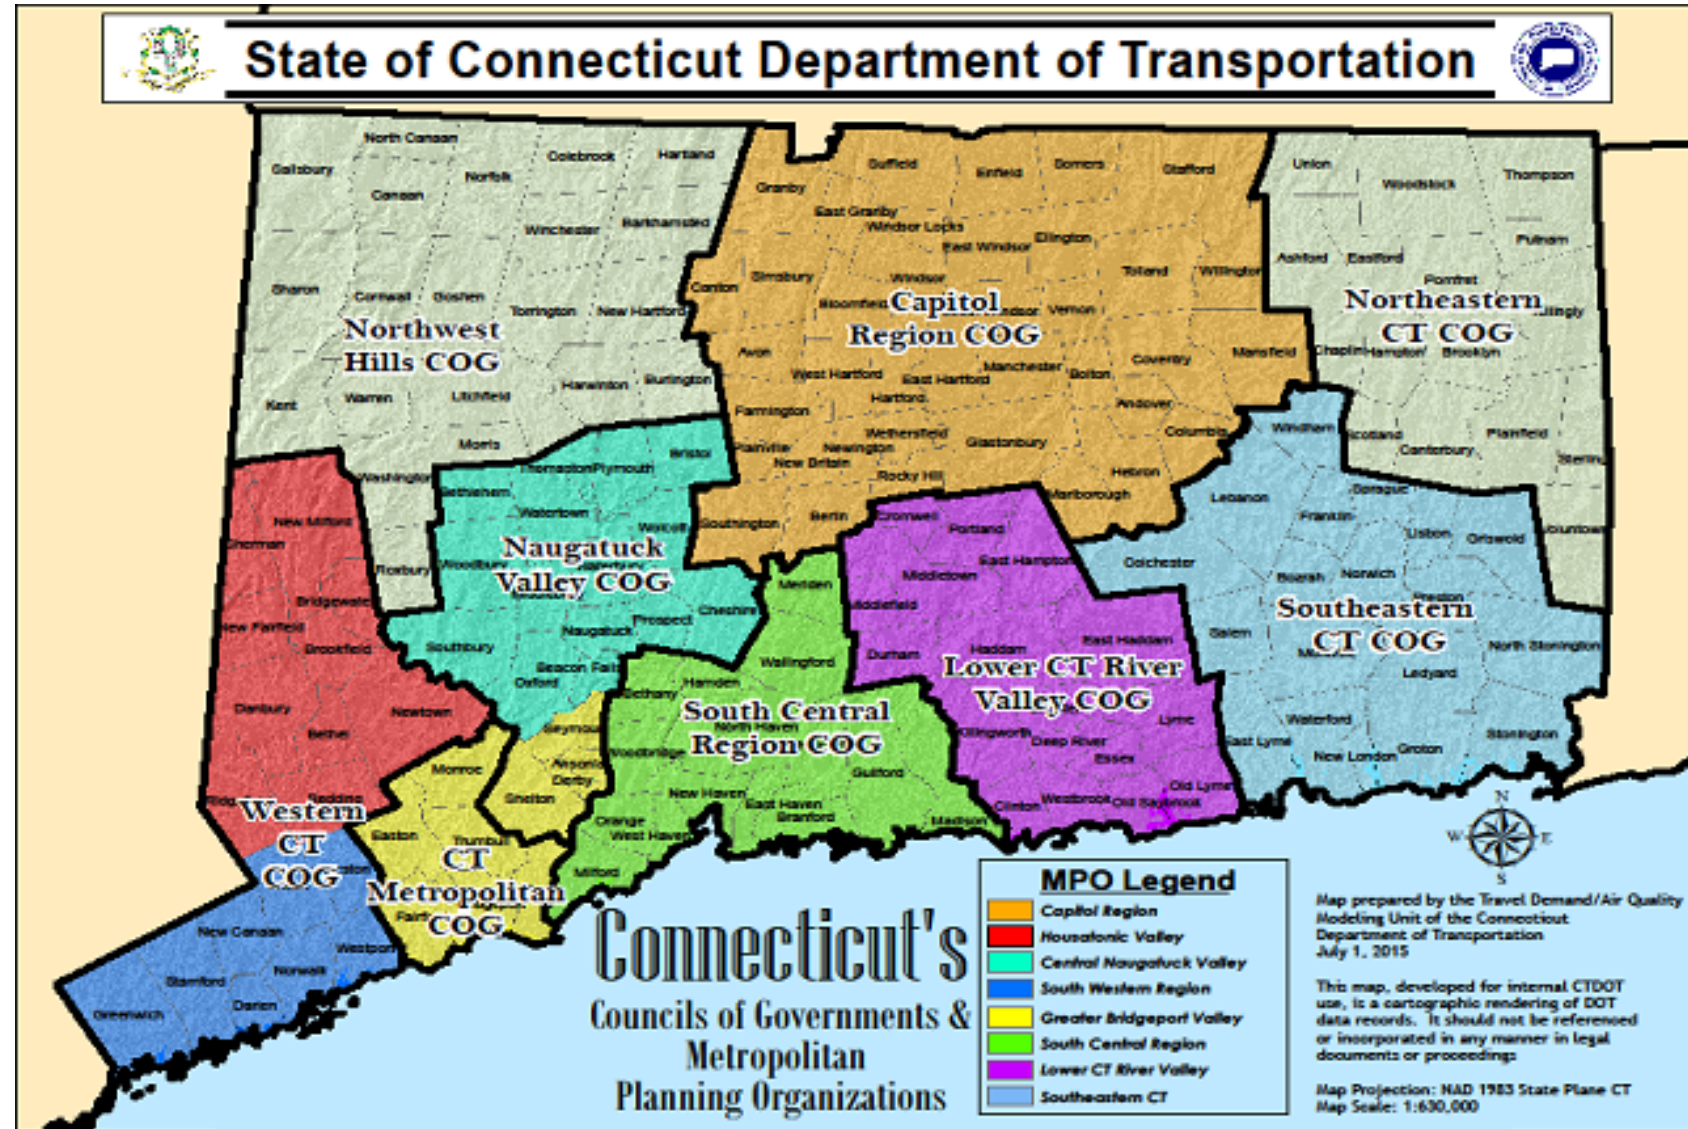 State of Connecticut Department of Transportation
North Canaan
Colebrook
Hartland
Salisbury
Norfolk
Canaan
Winchester
Barkhamsted
Sharon
Cornwall
Goshen
Torrington
New Hartford
Northwest
Hills COG
Kent
Warren
Litchfield
Harwinton
Burlington
Morris
Washington
Roxbury
Suffield
Enfield
Somers
Stafford
Granby
East Granby
Windsor Locks
East Windsor
Ellington
Simsbury
Windsor
Tolland
Willington
Canton
Bloomfield
Capitol
Region COG
Vernon
Avon
West Hartford
East Hartford
Manchester
Bolton
Coventry
Mansfield
Hartford
Andover
Farmington
Wethersfield
Columbia
Plainville
Newington
Glastonbury
New Britain
Rocky Hill
Hebron
Marlborough
Southington
Berlin
Union
Woodstock
Thompson
Putnam
Ashford
Eastford
Pomfret
Northeastern
CT COG
Chaplin
Hampton
Brooklyn
Scotland
Canterbury
Plainfield
Sterling
Voluntown
Bristol
Thomaston
Plymouth
Bethlehem
Watertown
Wolcott
Naugatuck
Valley COG
Woodbury
Cheshire
Prospect
Naugatuck
Southbury
Beacon Falls
Oxford
New Milford
Sherman
Bridgewater
New Fairfield
Brookfield
Danbury
Newtown
Bethel
Redding
Western
CT
COG
New Canaan
Westport
Stamford
Norwalk
Darien
Greenwich
Seymour
Monroe
Ansonia
Derby
Shelton
Easton
Trumbull
CT
Metropolitan
COG
Meriden
Wallingford
Hamden
Bethany
South Central
Region COG
North Haven
Woodbridge
Guilford
New Haven
East Haven
Branford
Orange
West Haven
Madison
Milford
Cromwell
Portland
East Hampton
Middletown
Middlefield
Durham
Haddam
East Haddam
Lower CT River
Valley COG
Killingworth
Deep River
Lyme
Essex
Clinton
Westbrook
Old Saybrook
Old Lyme
Windham
Lebanon
Sprague
Franklin
Lisbon
Griswold
Colchester
Bozrah
Norwich
Preston
Southeastern
CT COG
Salem
North Stonington
Ledyard
Waterford
East Lyme
New London
Groton
Stonington
N
W
E
S
MPO Legend
Capitol Region
Housatonic Valley
Central Naugatuck Valley
South Western Region
Greater Bridgeport Valley
South Central Region
Lower CT River Valley
Southeastern CT
Connecticut's
Councils of Governments &
Metropolitan
Planning Organizations
Map prepared by the Travel Demand/Air Quality
Modeling Unit of the Connecticut
Department of Transportation
July 1, 2015
This map, developed for internal CTDOT
use, is a cartographic rendering of DOT
data records. It should not be referenced
or incorporated in any manner in legal
documents or proceedings
Map Projection: NAD 1983 State Plane CT
Map Scale: 1:630,000